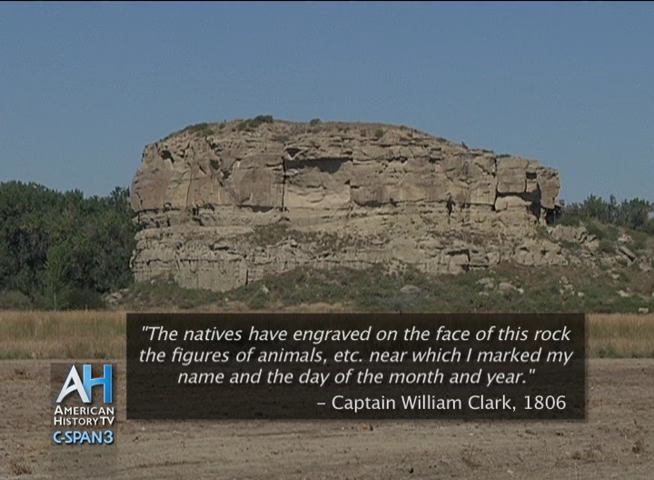 "The natives have engraved on the face of this rock
the figures of animals, etc. near which I marked my
name and the day of the month and year."
– Captain William Clark, 1806
AH
AMERICAN
HISTORY TV
C-SPAN3